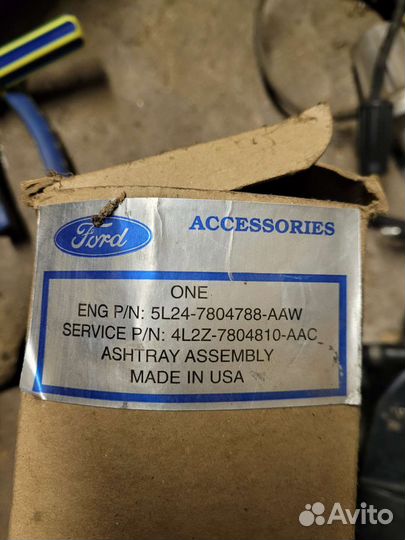 Ford
ACCESSORIES
ONE
ENG P/N: 5L24-7804788-AAW
SERVICE P/N: 4L2Z-7804810-AAC
ASHTRAY ASSEMBLY
MADE IN USA
Avito